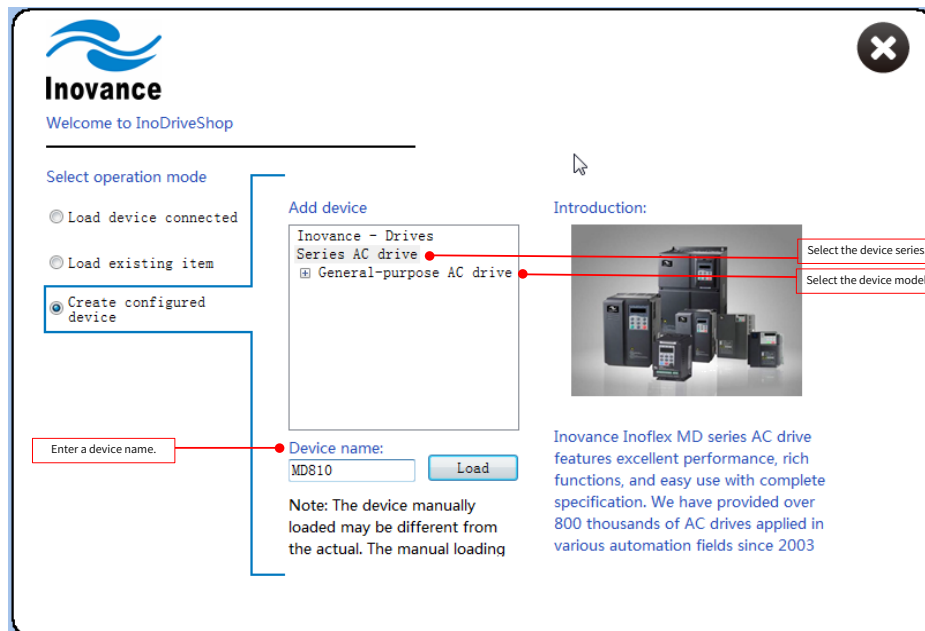 Inovance
Welcome to InoDriveShop
Select operation mode
Load device connected
Load existing item
Create configured
device
Add device
Inovance - Drives
Series AC drive
General-purpose AC drive
Device name:
MD810
Load
Note: The device manually
loaded may be different from
the actual. The manual loading
Enter a device name.
Introduction:
Select the device series
Select the device model
Inovance Inoflex MD series AC drive
features excellent performance, rich
functions, and easy use with complete
specification. We have provided over
800 thousands of AC drives applied in
various automation fields since 2003